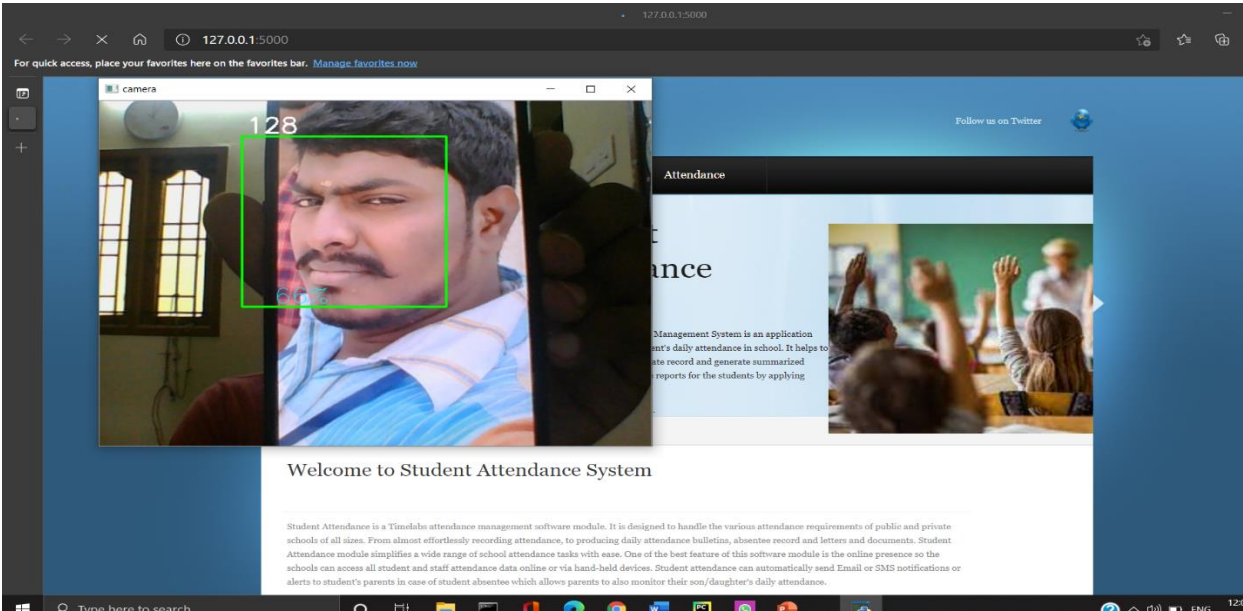 127.0.0.1:5000
127.0.0.1:5000
For quick access, place your favorites here on the favorites bar. Manage favorites now
camera
128
66%
Follow us on Twitter
Attendance
ance
Management System is an application
ent's daily attendance in school. It helps to
ate record and generate summarized
reports for the students by applying
Welcome to Student Attendance System
Student Attendance is a Timelabs attendance management software module. It is designed to handle the various attendance requirements of public and private
schools of all sizes. From almost effortlessly recording attendance, to producing daily attendance bulletins, absentee record and letters and documents. Student
Attendance module simplifies a wide range of school attendance tasks with ease. One of the best feature of this software module is the online presence so the
schools can access all student and staff attendance data online or via hand-held devices. Student attendance can automatically send Email or SMS notifications or
alerts to student's parents in case of student absentee which allows parents to also monitor their son/daughter's daily attendance.
Type here to search
ENG